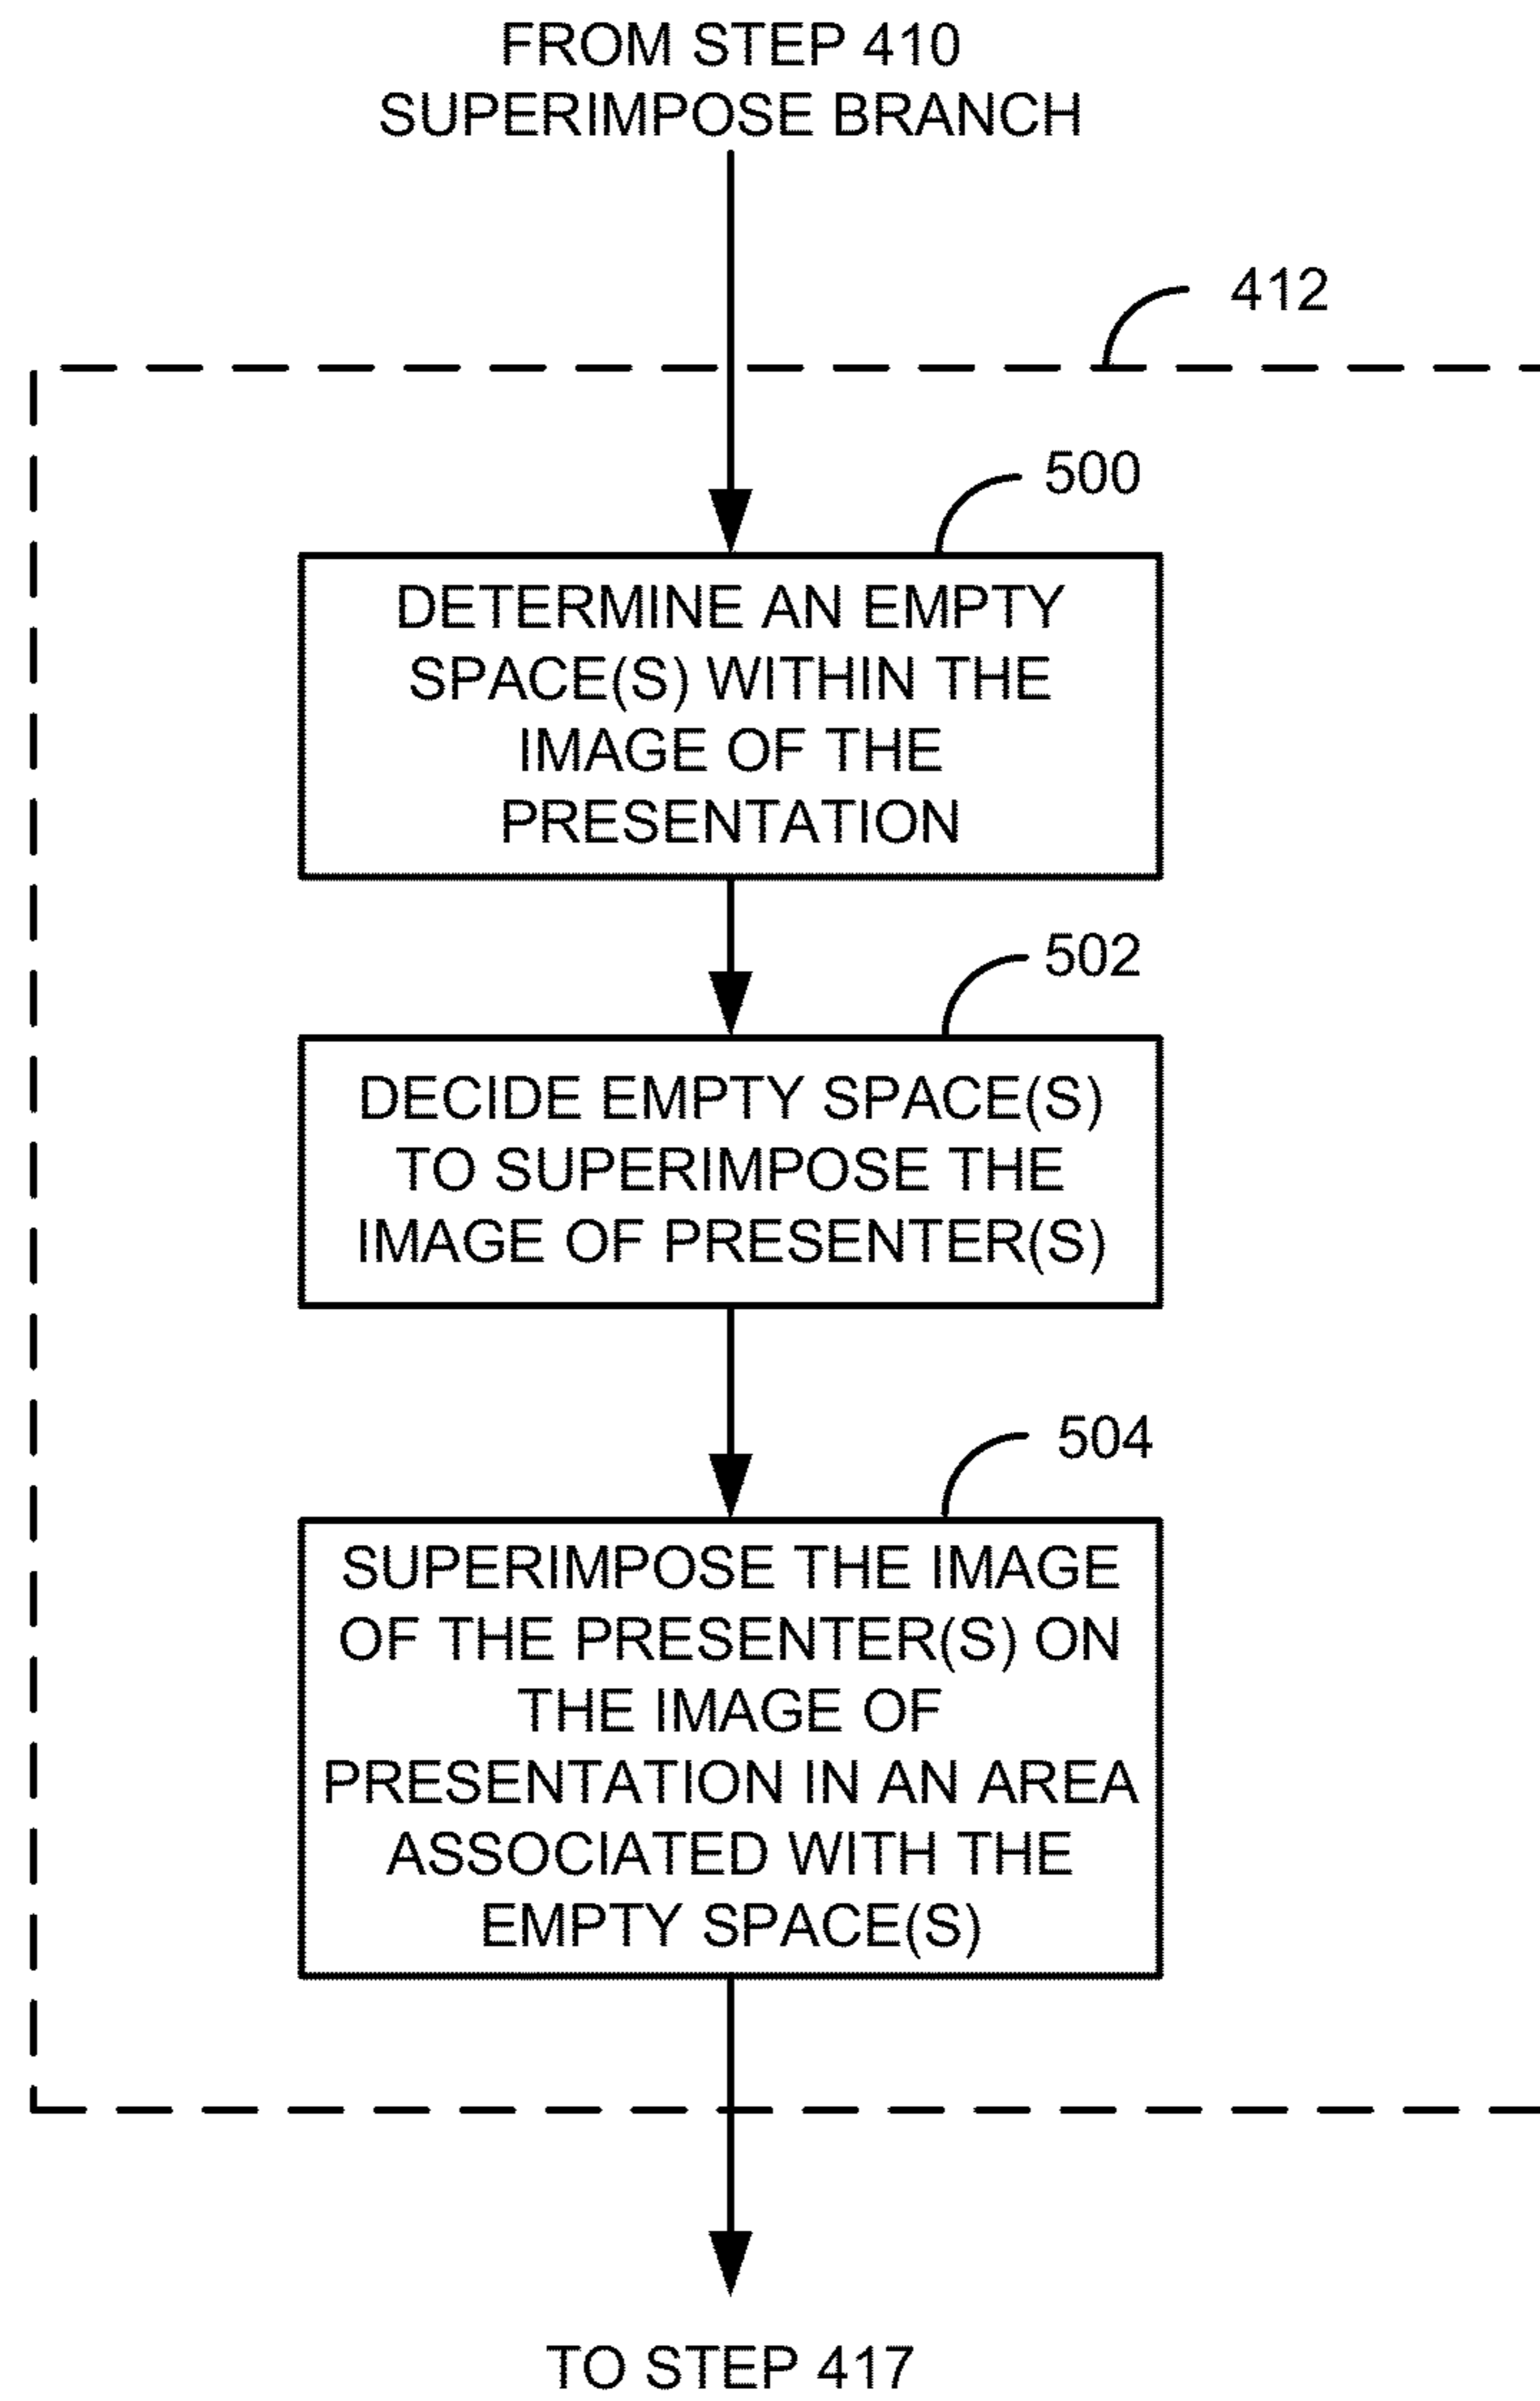 FROM STEP 410
SUPERIMPOSE BRANCH
412
500
DETERMINE AN EMPTY
SPACE(S) WITHIN THE
IMAGE OF THE
PRESENTATION
502
DECIDE EMPTY SPACE(S)
TO SUPERIMPOSE THE
IMAGE OF PRESENTER(S)
504
SUPERIMPOSE THE IMAGE
OF THE PRESENTER(S) ON
THE IMAGE OF
PRESENTATION IN AN AREA
ASSOCIATED WITH THE
EMPTY SPACE(S)
TO STEP 417